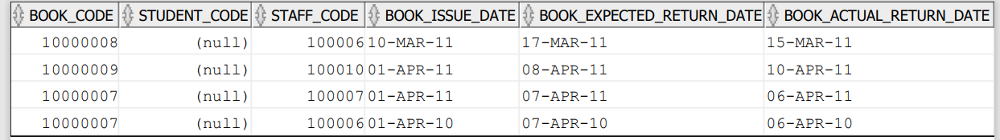 BOOK_CODE STUDENT_CODE STAFF_CODE BOOK_ISSUE_DATE BOOK_EXPECTED_RETURN_DATE BOOK_ACTUAL_RETURN_DATE
10000008 (null) 100006 10-MAR-11 17-MAR-11 15-MAR-11
10000009 (null) 100010 01-APR-11 08-APR-11 10-APR-11
10000007 (null) 100007 01-APR-11 07-APR-11 06-APR-11
10000007 (null) 100006 01-APR-10 07-APR-10 06-APR-10